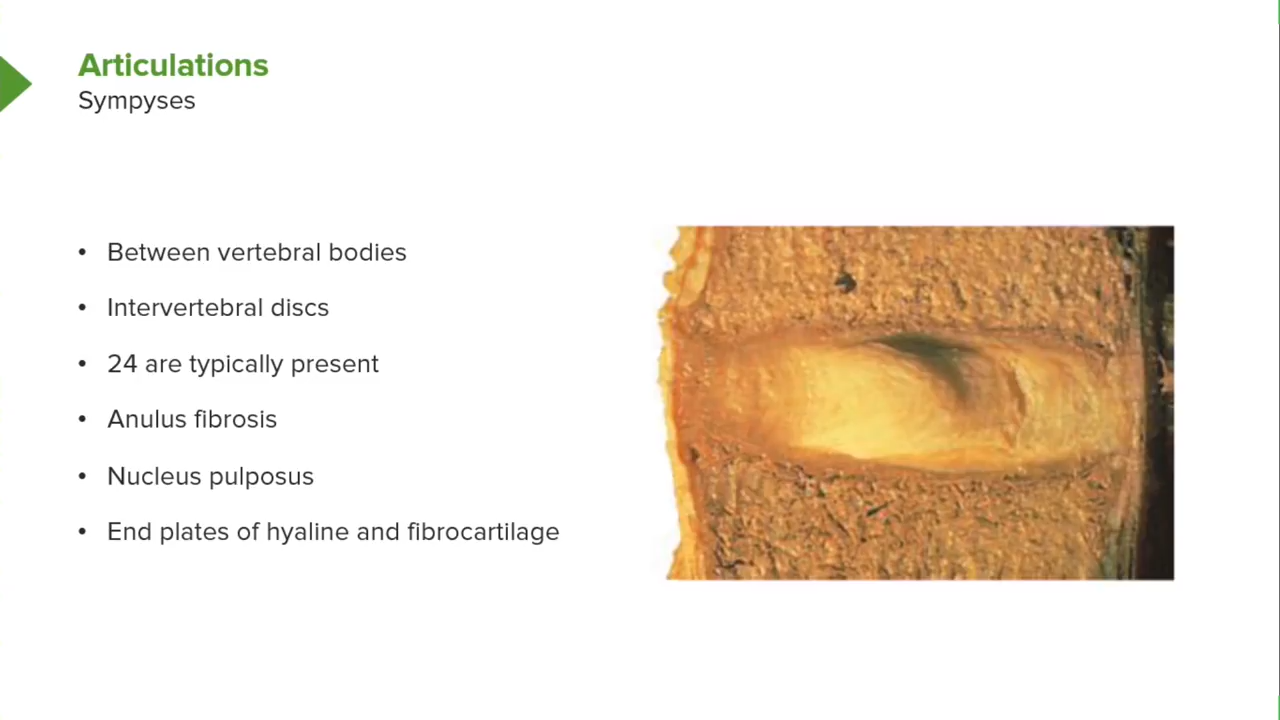 Articulations
Sympyses
• Between vertebral bodies
• Intervertebral discs
• 24 are typically present
• Anulus fibrosis
• Nucleus pulposus
• End plates of hyaline and fibrocartilage